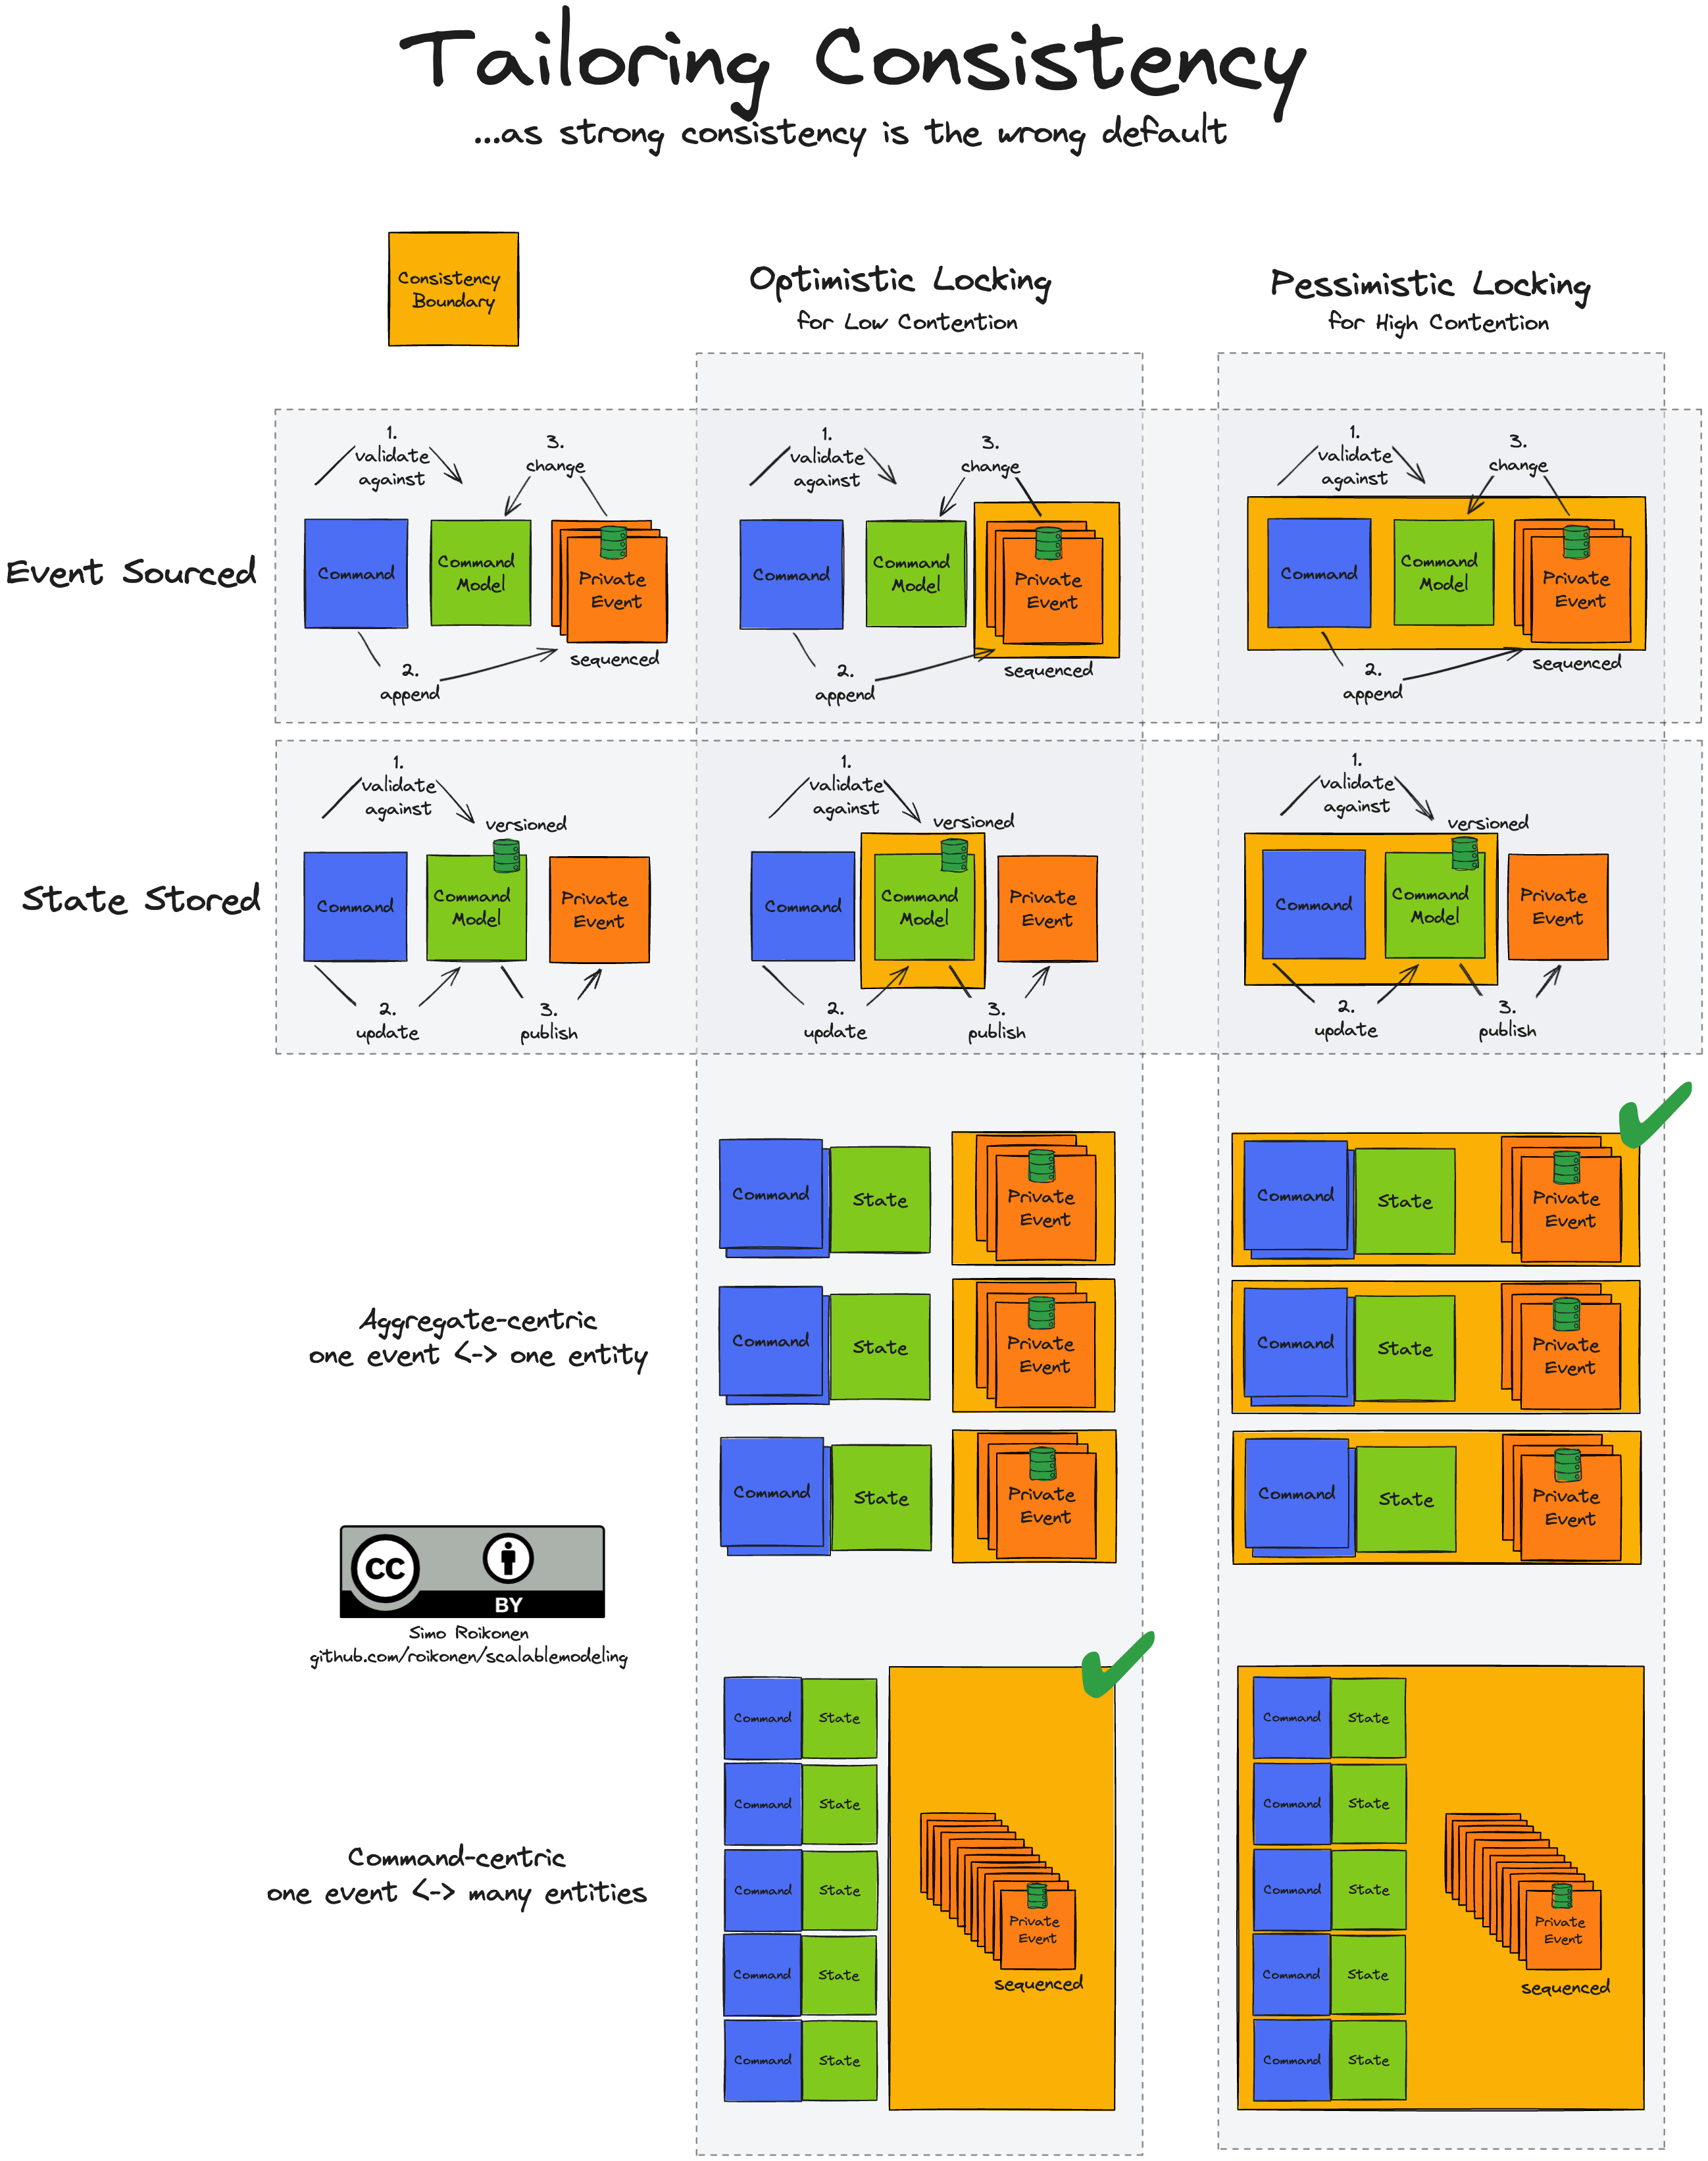 Tailoring Consistency
...as strong consistency is the wrong default
Consistency
Boundary
Optimistic Locking
for Low Contention
Pessimistic Locking
for High Contention
Event Sourced
1.
validate
against
3.
change
Command
Command
Model
Private
Event
sequenced
2.
append
1.
validate
against
3.
change
Command
Command
Model
Private
Event
sequenced
2.
append
1.
validate
against
3.
change
Command
Command
Model
Private
Event
sequenced
2.
append
State Stored
1.
validate
against
versioned
Command
Command
Model
Private
Event
2.
update
3.
publish
1.
validate
against
versioned
Command
Command
Model
Private
Event
2.
update
3.
publish
1.
validate
against
versioned
Command
Command
Model
Private
Event
2.
update
3.
publish
Aggregate-centric
one event <-> one entity
Command
State
Private
Event
Command
State
Private
Event
Command
State
Private
Event
Command
State
Private
Event
Command
State
Private
Event
Command
State
Private
Event
CC
BY
Simo Roikonen
github.com/roikonen/scalablemodeling
Command-centric
one event <-> many entities
Command
State
Command
State
Command
State
Command
State
Command
State
Private
Event
sequenced
Command
State
Command
State
Command
State
Command
State
Command
State
Private
Event
sequenced